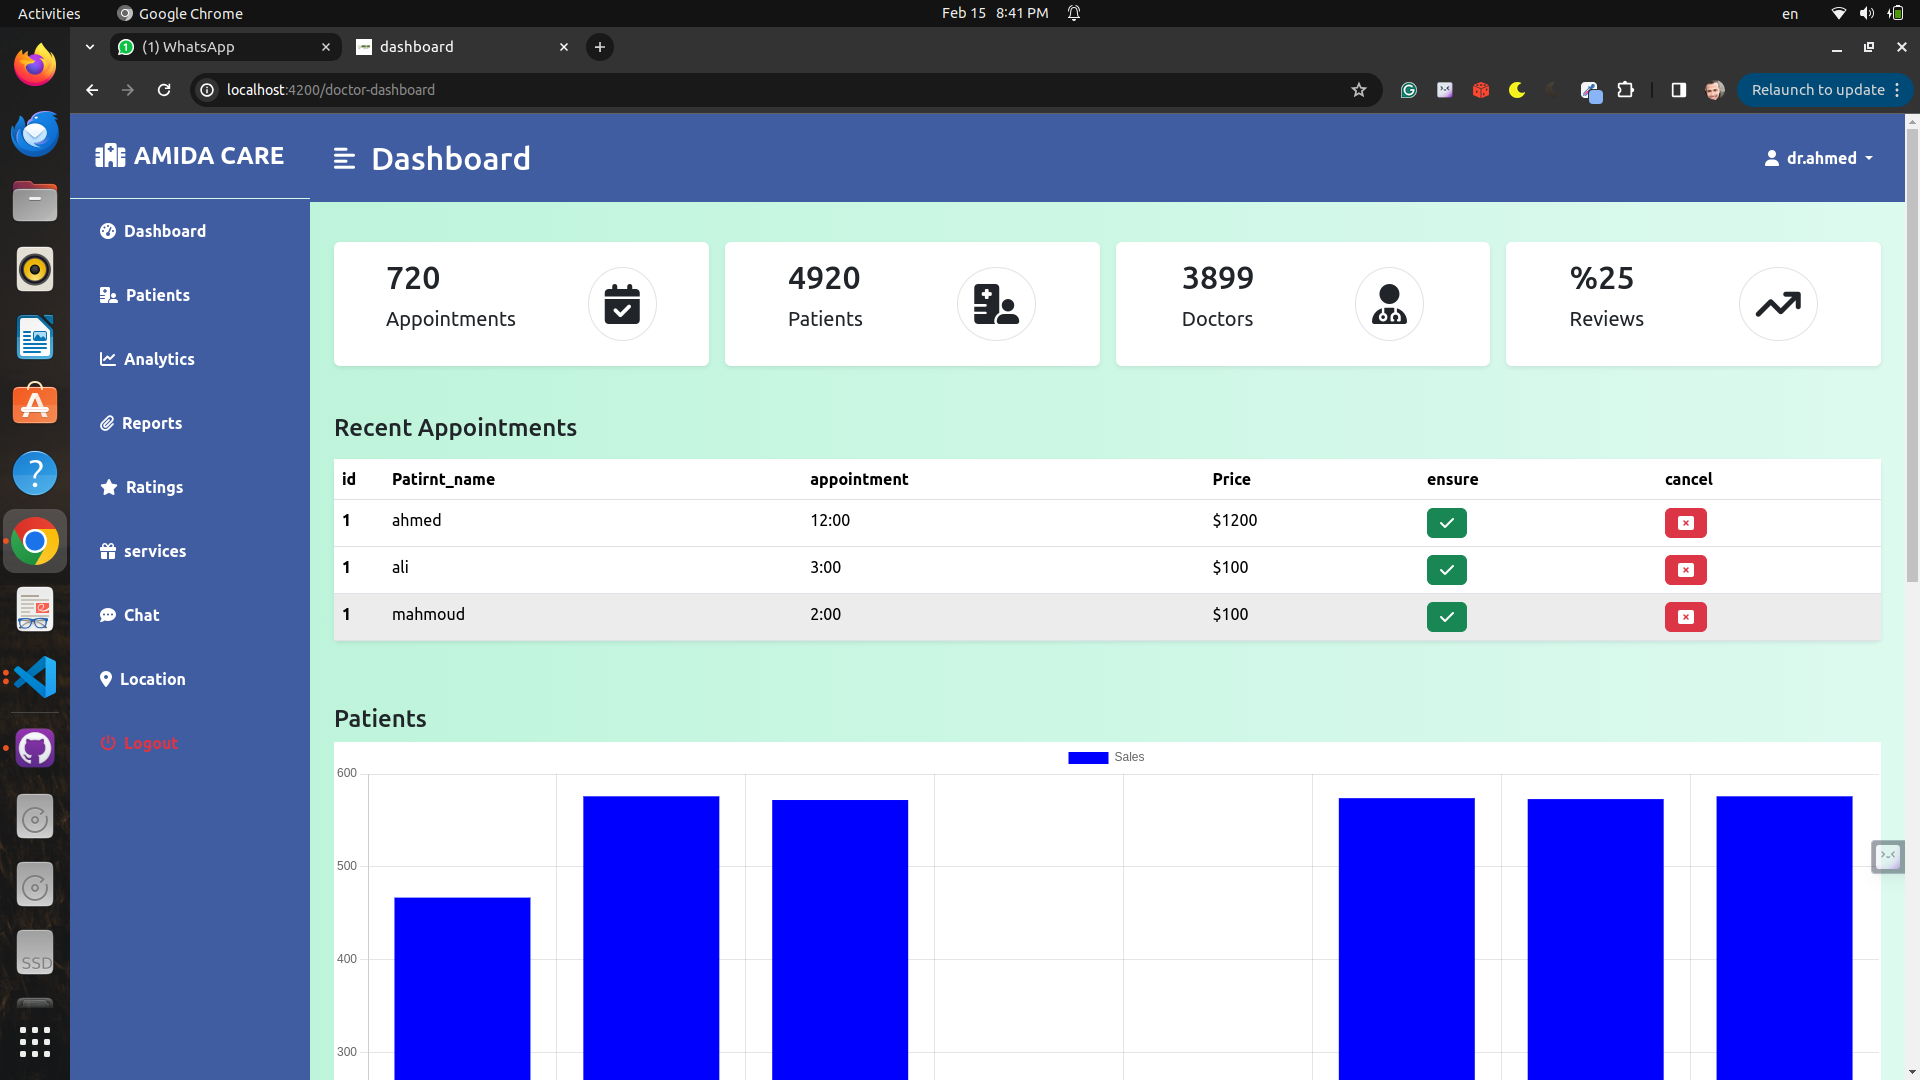 Activities Google Chrome Feb 15 8:41 PM en
(1) WhatsApp dashboard
localhost:4200/doctor-dashboard Relaunch to update
AMIDA CARE Dashboard dr.ahmed
Dashboard
Patients
Analytics
Reports
Ratings
services
Chat
Location
Logout
720 4920 3899 %25
Appointments Patients Doctors Reviews
Recent Appointments
id Patirnt_name appointment Price ensure cancel
1 ahmed 12:00 $1200
1 ali 3:00 $100
1 mahmoud 2:00 $100
Patients
Sales
600
500
400
300
SSD